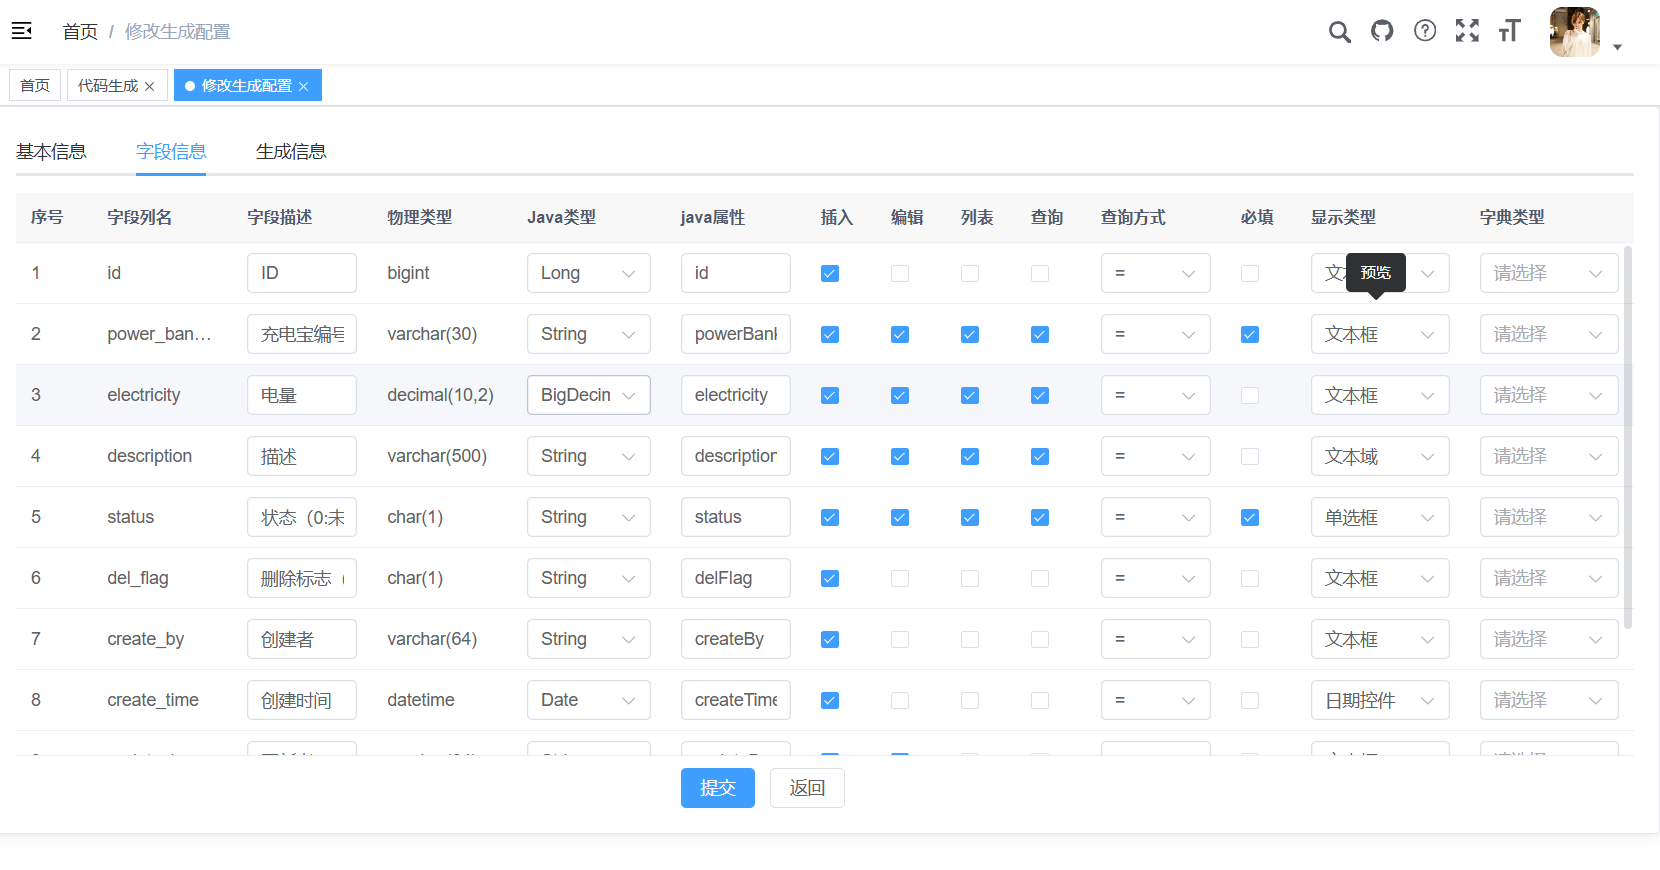 首页 / 修改生成配置
首页 代码生成 × 修改生成配置 ×
基本信息 字段信息 生成信息
序号 字段列名 字段描述 物理类型 Java类型 java属性 插入 编辑 列表 查询 查询方式 必填 显示类型 字典类型
1 id ID bigint Long id = 文 请选择
预览
2 power_ban... 充电宝编号 varchar(30) String powerBank = 文本框 请选择
3 electricity 电量 decimal(10,2) BigDecim electricity = 文本框 请选择
4 description 描述 varchar(500) String description = 文本域 请选择
5 status 状态（0:未 char(1) String status = 单选框 请选择
6 del_flag 删除标志（ char(1) String delFlag = 文本框 请选择
7 create_by 创建者 varchar(64) String createBy = 文本框 请选择
8 create_time 创建时间 datetime Date createTime = 日期控件 请选择
提交 返回